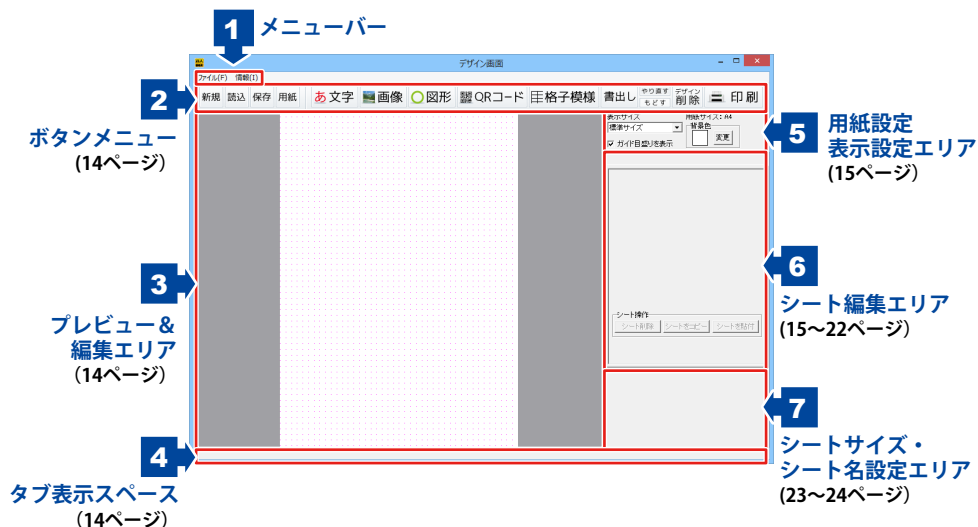 1 メニューバー
デザイン画面
ファイル(F) 情報(I)
新規 読込 保存 用紙 あ文字 画像 図形 QRコード 格子模様 書出し やり直す もどす デザイン削除 印刷
2
ボタンメニュー
(14ページ)
表示サイズ 用紙サイズ: A4
標準サイズ 背景色
ガイド目盛りを表示 変更
5 用紙設定
表示設定エリア
(15ページ)
3
プレビュー&
編集エリア
(14ページ)
6
シート編集エリア
(15〜22ページ)
シート操作
シート削除 シートをコピー シートを貼付
7
シートサイズ・
シート名設定エリア
(23〜24ページ)
4
タブ表示スペース
(14ページ)